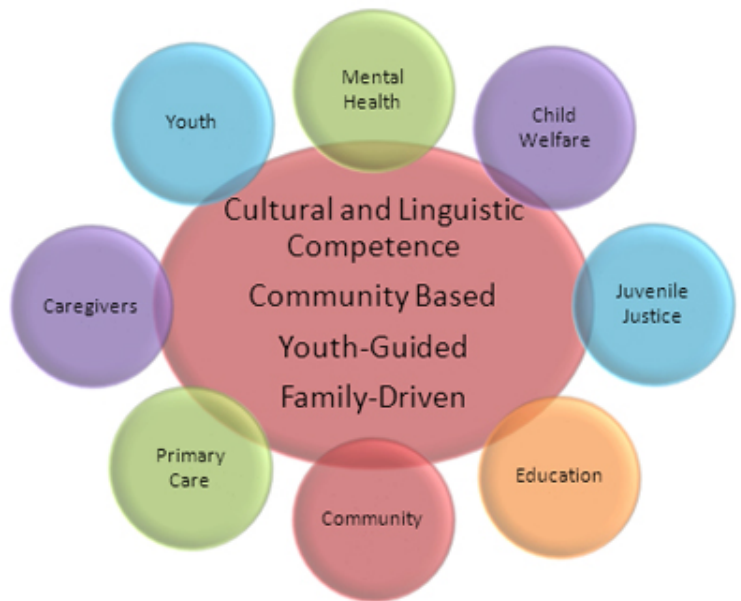 Mental
Health
Youth
Child
Welfare
Cultural and Linguistic
Competence
Community Based
Youth-Guided
Family-Driven
Caregivers
Juvenile
Justice
Primary
Care
Education
Community